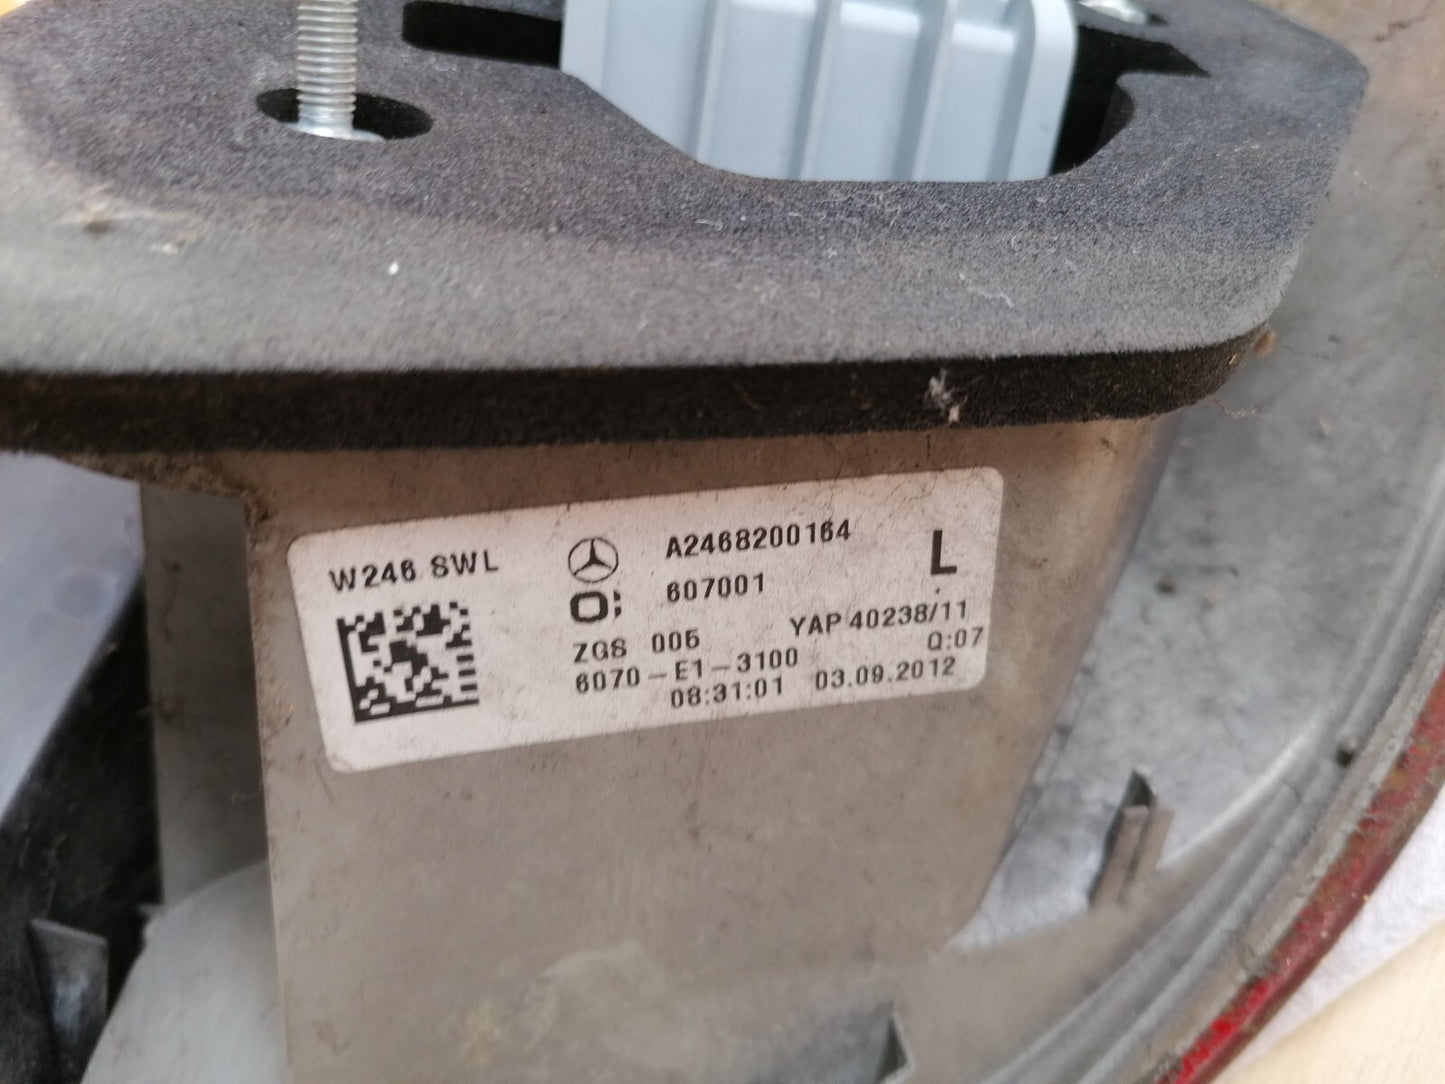 W246 SWL
A2468200164
L
607001
ZGS 005
YAP 40238/11
6070-E1-3100
Q:07
08:31:01 03.09.2012